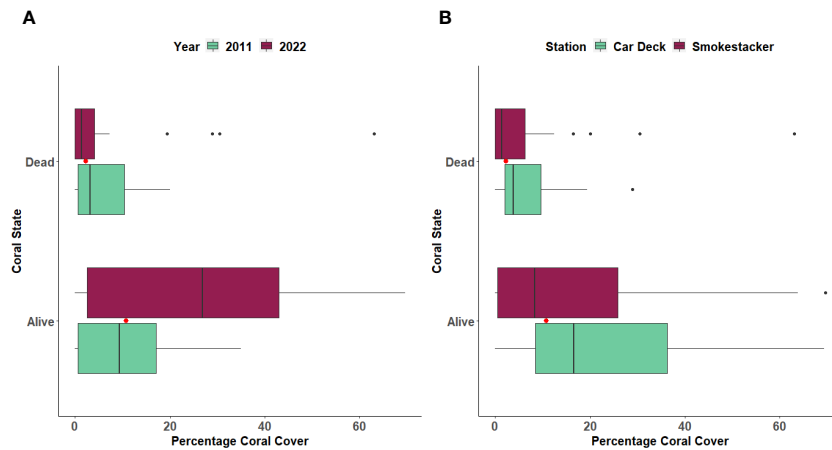 A
Year 2011 2022
Dead
Alive
Coral State
0 20 40 60
Percentage Coral Cover
B
Station Car Deck Smokestacker
Dead
Alive
Coral State
0 20 40 60
Percentage Coral Cover